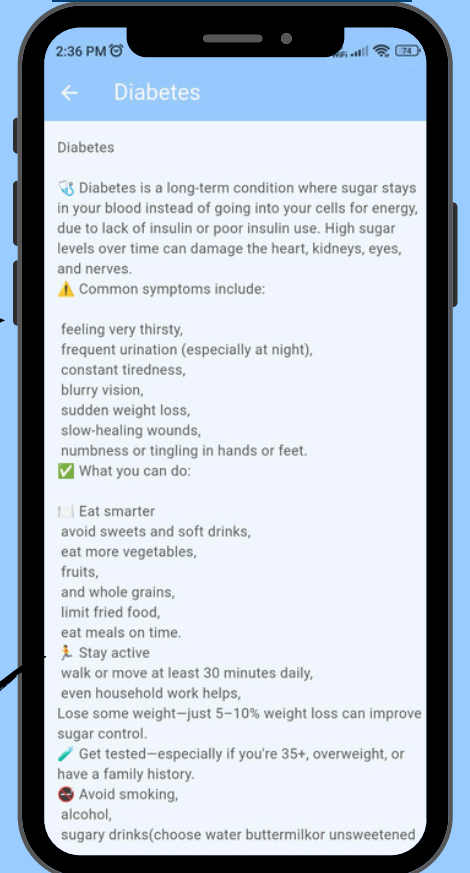 2:36 PM
74
Diabetes
Diabetes
🩺 Diabetes is a long-term condition where sugar stays
in your blood instead of going into your cells for energy,
due to lack of insulin or poor insulin use. High sugar
levels over time can damage the heart, kidneys, eyes,
and nerves.
⚠️ Common symptoms include:
feeling very thirsty,
frequent urination (especially at night),
constant tiredness,
blurry vision,
sudden weight loss,
slow-healing wounds,
numbness or tingling in hands or feet.
✅ What you can do:
🍽️ Eat smarter
avoid sweets and soft drinks,
eat more vegetables,
fruits,
and whole grains,
limit fried food,
eat meals on time.
🏃 Stay active
walk or move at least 30 minutes daily,
even household work helps,
Lose some weight—just 5–10% weight loss can improve
sugar control.
🧪 Get tested—especially if you're 35+, overweight, or
have a family history.
🚭 Avoid smoking,
alcohol,
sugary drinks(choose water buttermilkor unsweetened